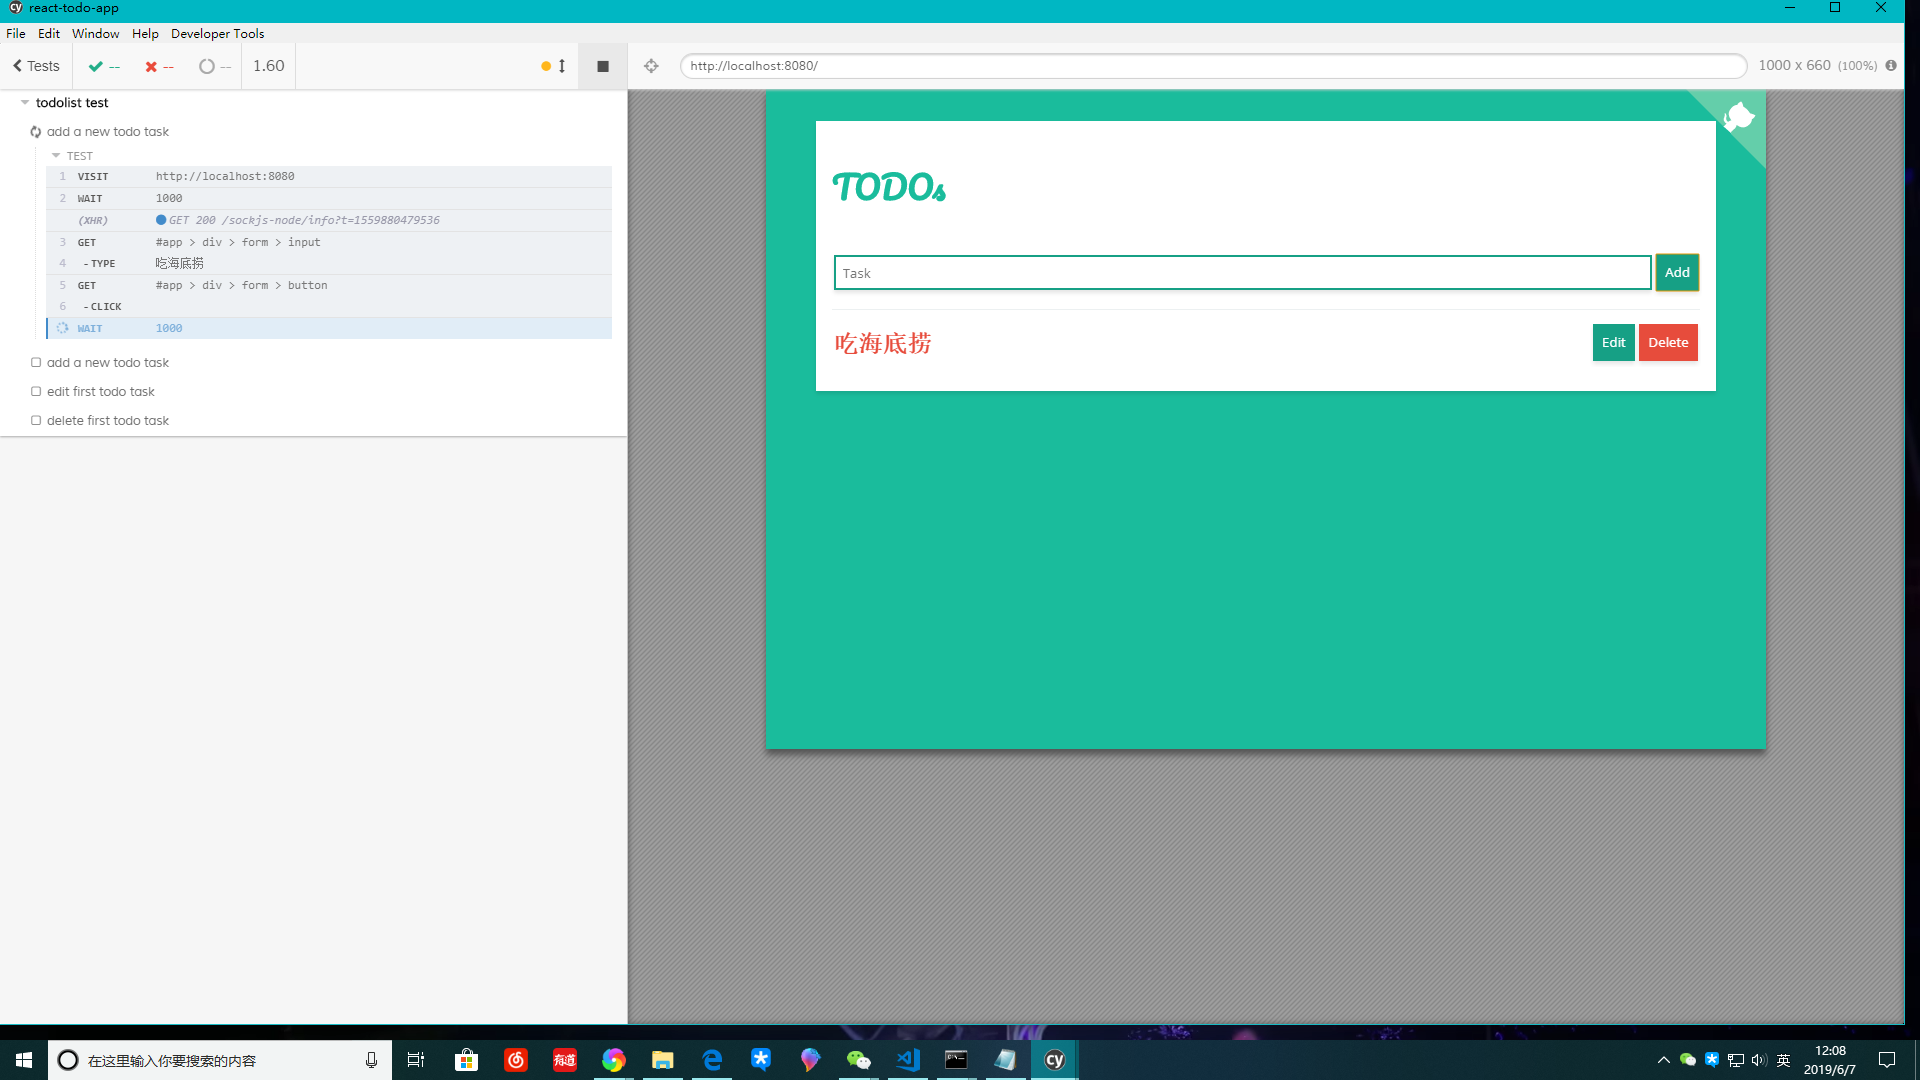 react-todo-app
File Edit Window Help Developer Tools
Tests -- -- -- 1.60
http://localhost:8080/
1000 x 660 (100%)
todolist test
add a new todo task
TEST
1 VISIT http://localhost:8080
2 WAIT 1000
(XHR) GET 200 /sockjs-node/info?t=1559880479536
3 GET #app > div > form > input
4 -TYPE 吃海底捞
5 GET #app > div > form > button
6 -CLICK
WAIT 1000
add a new todo task
edit first todo task
delete first todo task
TODOs
Task Add
吃海底捞 Edit Delete
在这里输入你要搜索的内容
有道
cy
英
12:08
2019/6/7